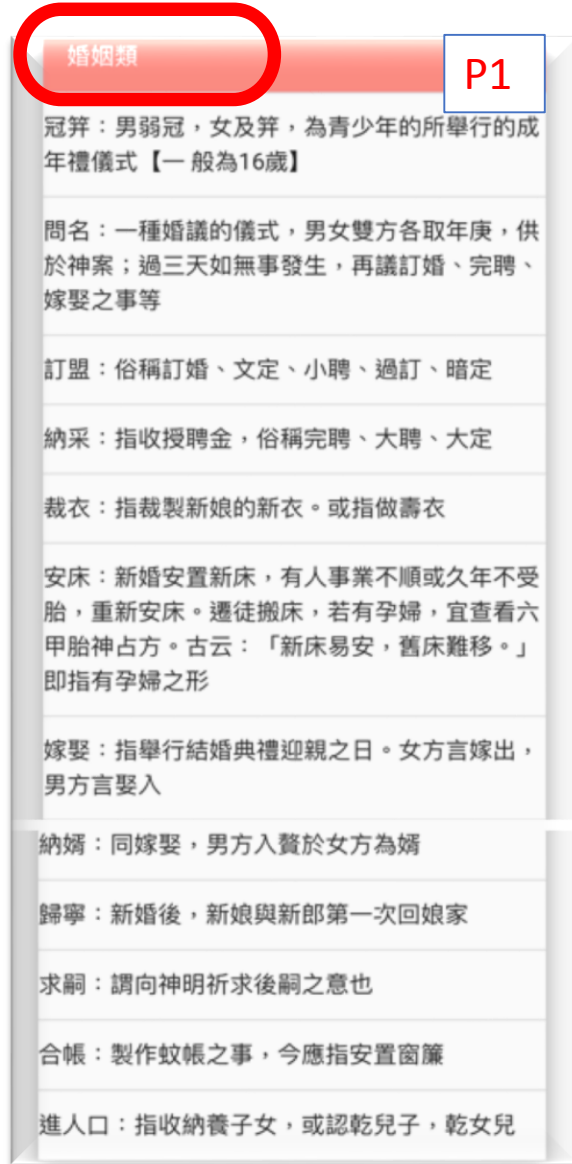 婚姻類
P1
冠笄：男弱冠，女及笄，為青少年的所舉行的成
年禮儀式【一 般為16歲】
問名：一種婚議的儀式，男女雙方各取年庚，供
於神案；過三天如無事發生，再議訂婚、完聘、
嫁娶之事等
訂盟：俗稱訂婚、文定、小聘、過訂、暗定
納采：指收授聘金，俗稱完聘、大聘、大定
裁衣：指裁製新娘的新衣。或指做壽衣
安床：新婚安置新床，有人事業不順或久年不受
胎，重新安床。遷徒搬床，若有孕婦，宜查看六
甲胎神占方。古云：「新床易安，舊床難移。」
即指有孕婦之形
嫁娶：指舉行結婚典禮迎親之日。女方言嫁出，
男方言娶入
納婿：同嫁娶，男方入贅於女方為婿
歸寧：新婚後，新娘與新郎第一次回娘家
求嗣：謂向神明祈求後嗣之意也
合帳：製作蚊帳之事，今應指安置窗簾
進人口：指收納養子女，或認乾兒子，乾女兒